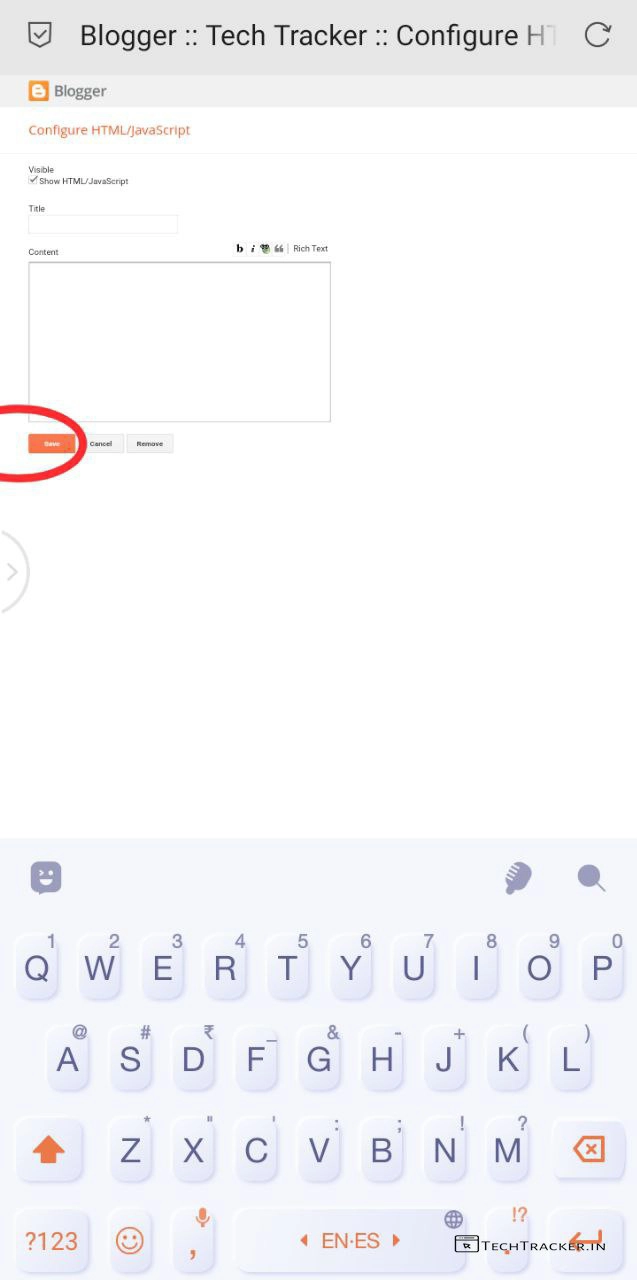 Blogger :: Tech Tracker :: Configure HT
Blogger
Configure HTML/JavaScript
Visible
Show HTML/JavaScript
Title
Content
b i Rich Text
Save Cancel Remove
1 2 3 4 5 6 7 8 9 0
Q W E R T Y U I O P
@ # ₹ _ & - + ( )
A S D F G H J K L
* " ' : ; ! ?
Z X C V B N M
!?
?123 , EN·ES .
TECHTRACKER.IN